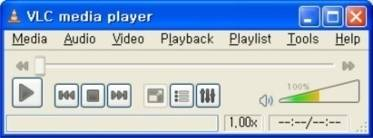 VLC media player
Media Audio Video Playback Playlist Tools Help
100%
1.00x --:--/--:--